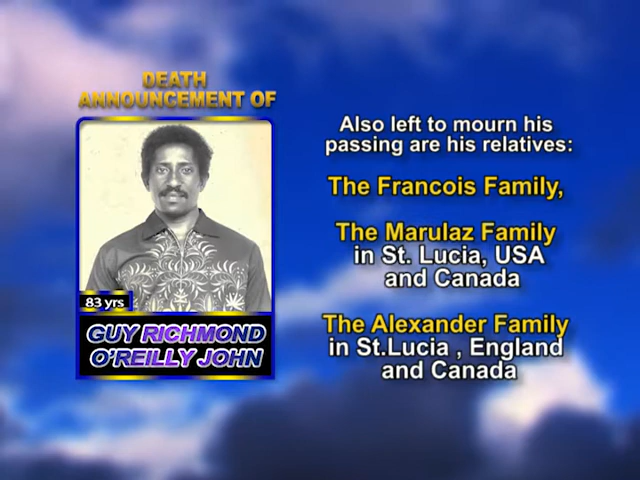 DEATH
ANNOUNCEMENT OF
83 yrs
GUY RICHMOND
O'REILLY JOHN
Also left to mourn his
passing are his relatives:
The Francois Family,
The Marulaz Family
in St. Lucia, USA
and Canada
The Alexander Family
in St.Lucia , England
and Canada